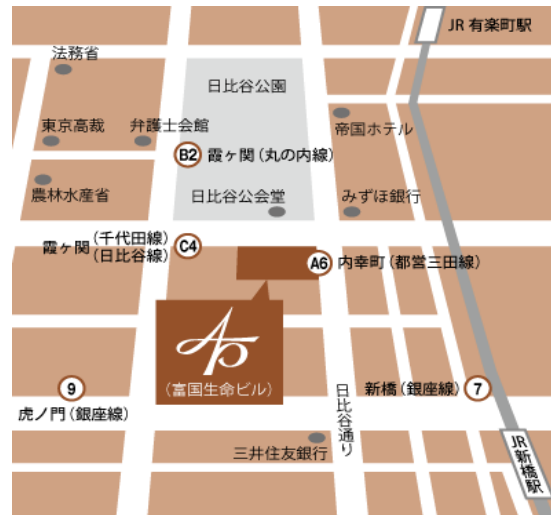 JR 有楽町駅
法務省
日比谷公園
東京高裁
弁護士会館
帝国ホテル
B2 霞ヶ関(丸の内線)
農林水産省
日比谷公会堂
みずほ銀行
霞ヶ関(千代田線)
(日比谷線)
C4
A6 内幸町(都営三田線)
AP
(富国生命ビル)
9
虎ノ門(銀座線)
新橋(銀座線) 7
日比谷通り
三井住友銀行
JR新橋駅